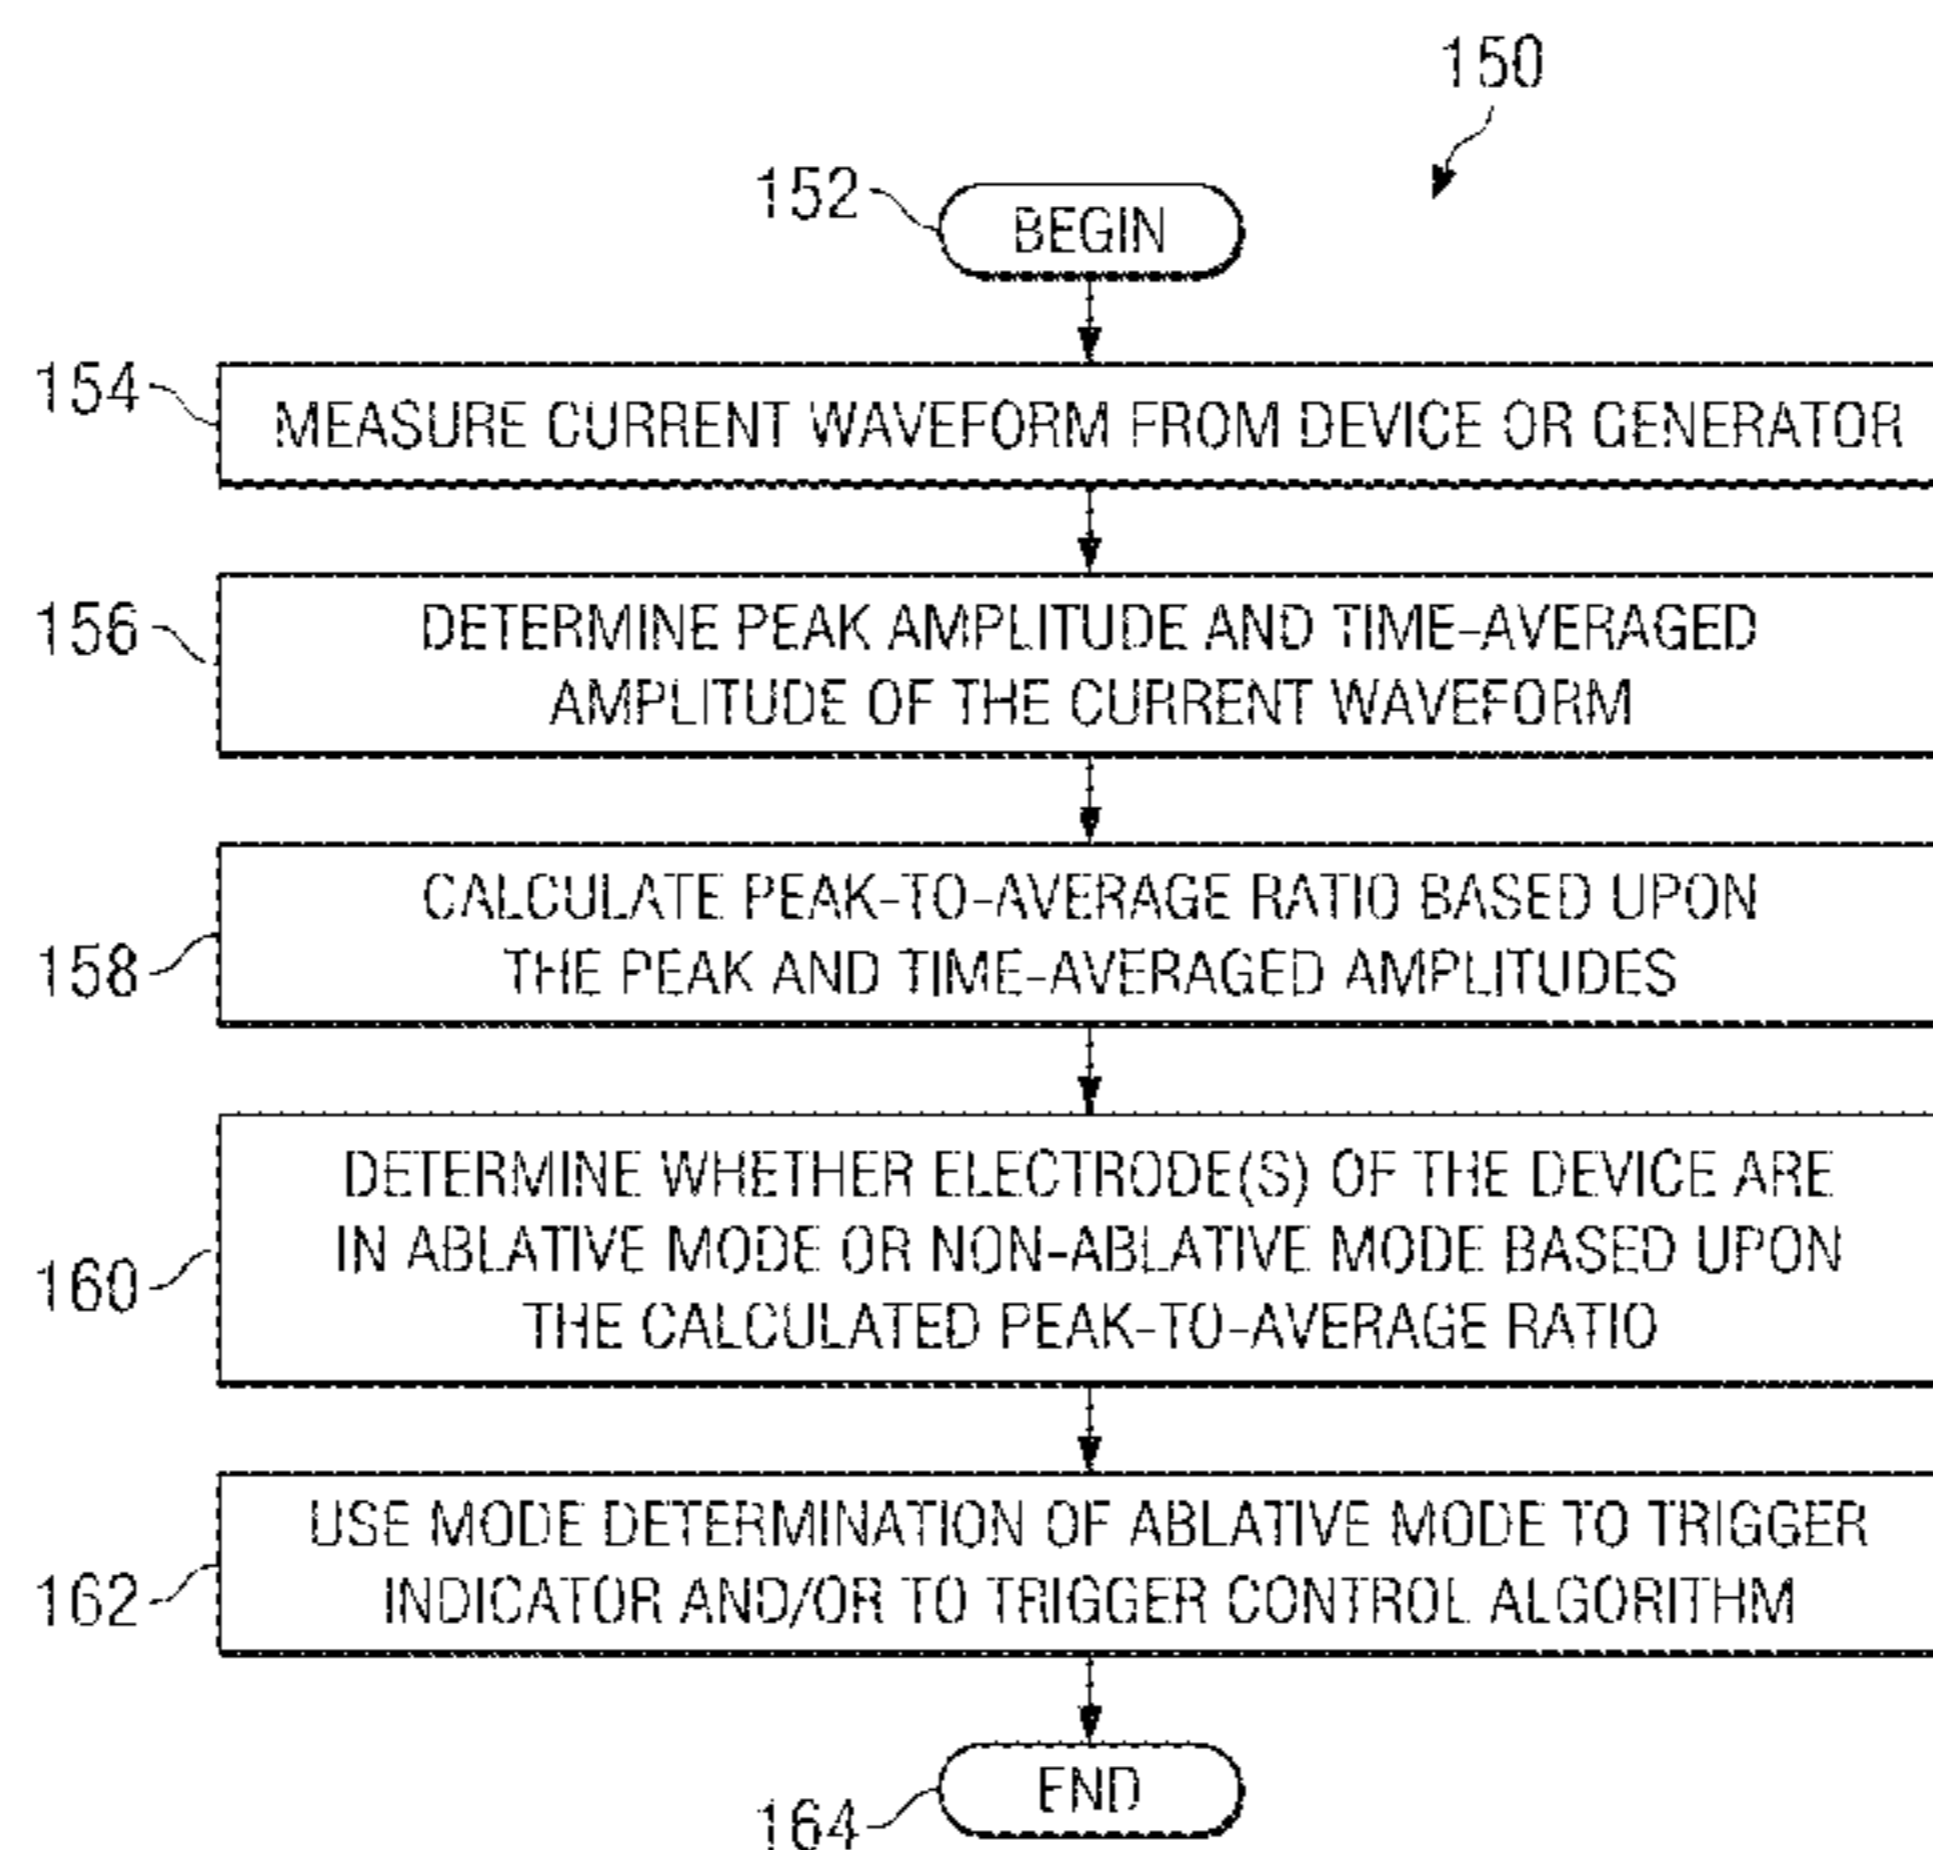 150
152
BEGIN
154
MEASURE CURRENT WAVEFORM FROM DEVICE OR GENERATOR
156
DETERMINE PEAK AMPLITUDE AND TIME-AVERAGED
AMPLITUDE OF THE CURRENT WAVEFORM
158
CALCULATE PEAK-TO-AVERAGE RATIO BASED UPON
THE PEAK AND TIME-AVERAGED AMPLITUDES
160
DETERMINE WHETHER ELECTRODE(S) OF THE DEVICE ARE
IN ABLATIVE MODE OR NON-ABLATIVE MODE BASED UPON
THE CALCULATED PEAK-TO-AVERAGE RATIO
162
USE MODE DETERMINATION OF ABLATIVE MODE TO TRIGGER
INDICATOR AND/OR TO TRIGGER CONTROL ALGORITHM
END
164